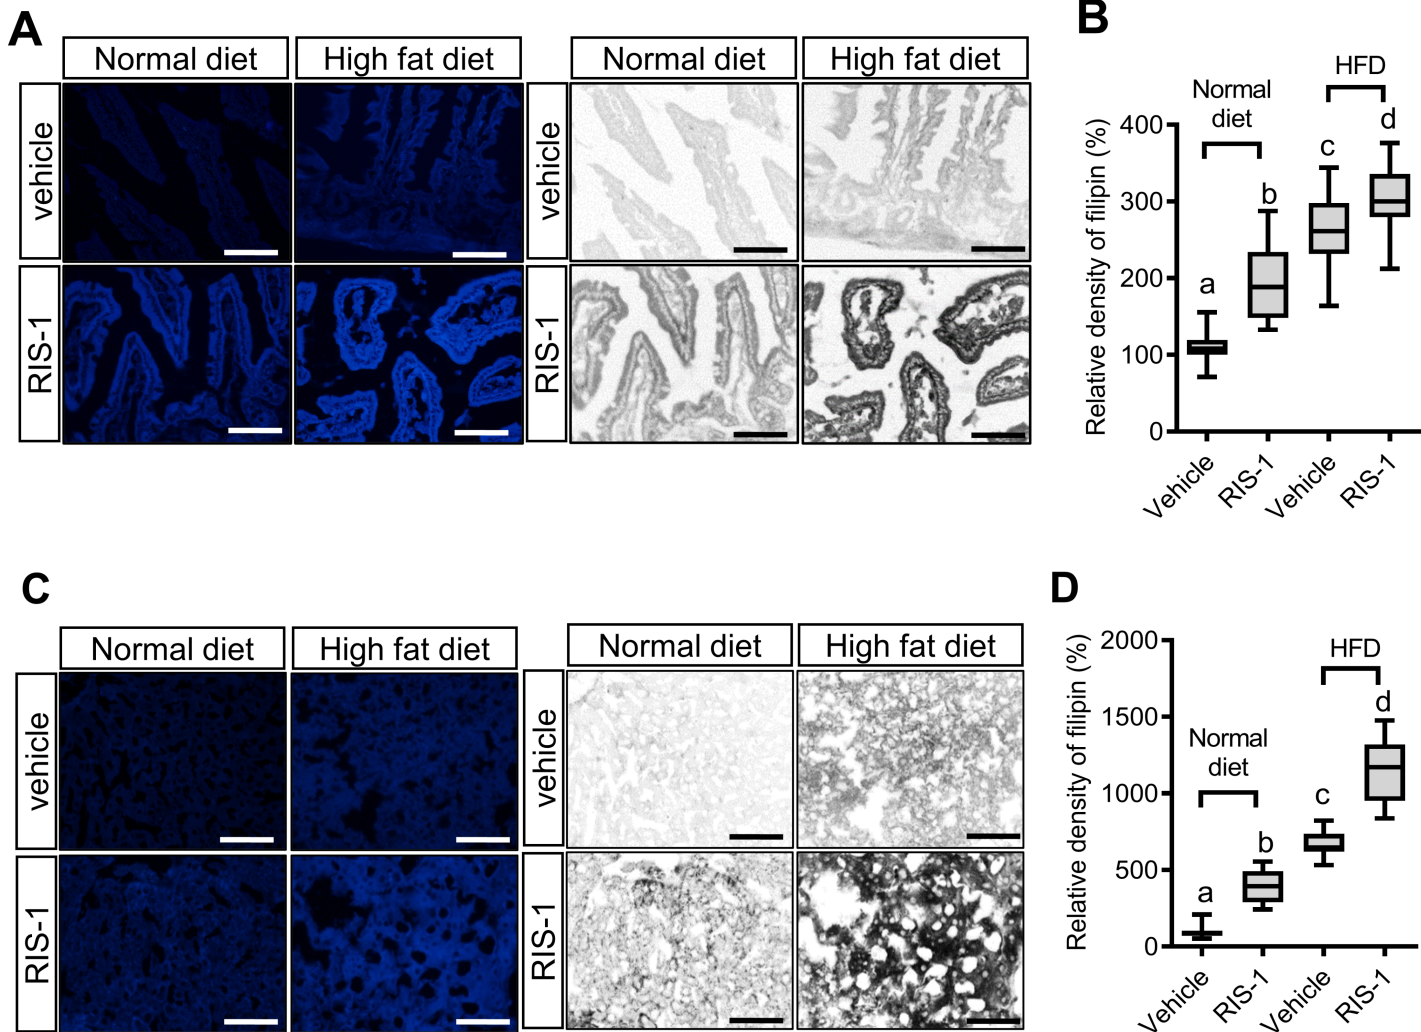 A
Normal diet
High fat diet
Normal diet
High fat diet
vehicle
vehicle
RIS-1
RIS-1
B
Relative density of filipin (%)
400
300
200
100
0
Normal
diet
HFD
a
b
c
d
Vehicle
RIS-1
Vehicle
RIS-1
C
Normal diet
High fat diet
Normal diet
High fat diet
vehicle
vehicle
RIS-1
RIS-1
D
Relative density of filipin (%)
2000
1500
1000
500
0
Normal
diet
HFD
a
b
c
d
Vehicle
RIS-1
Vehicle
RIS-1